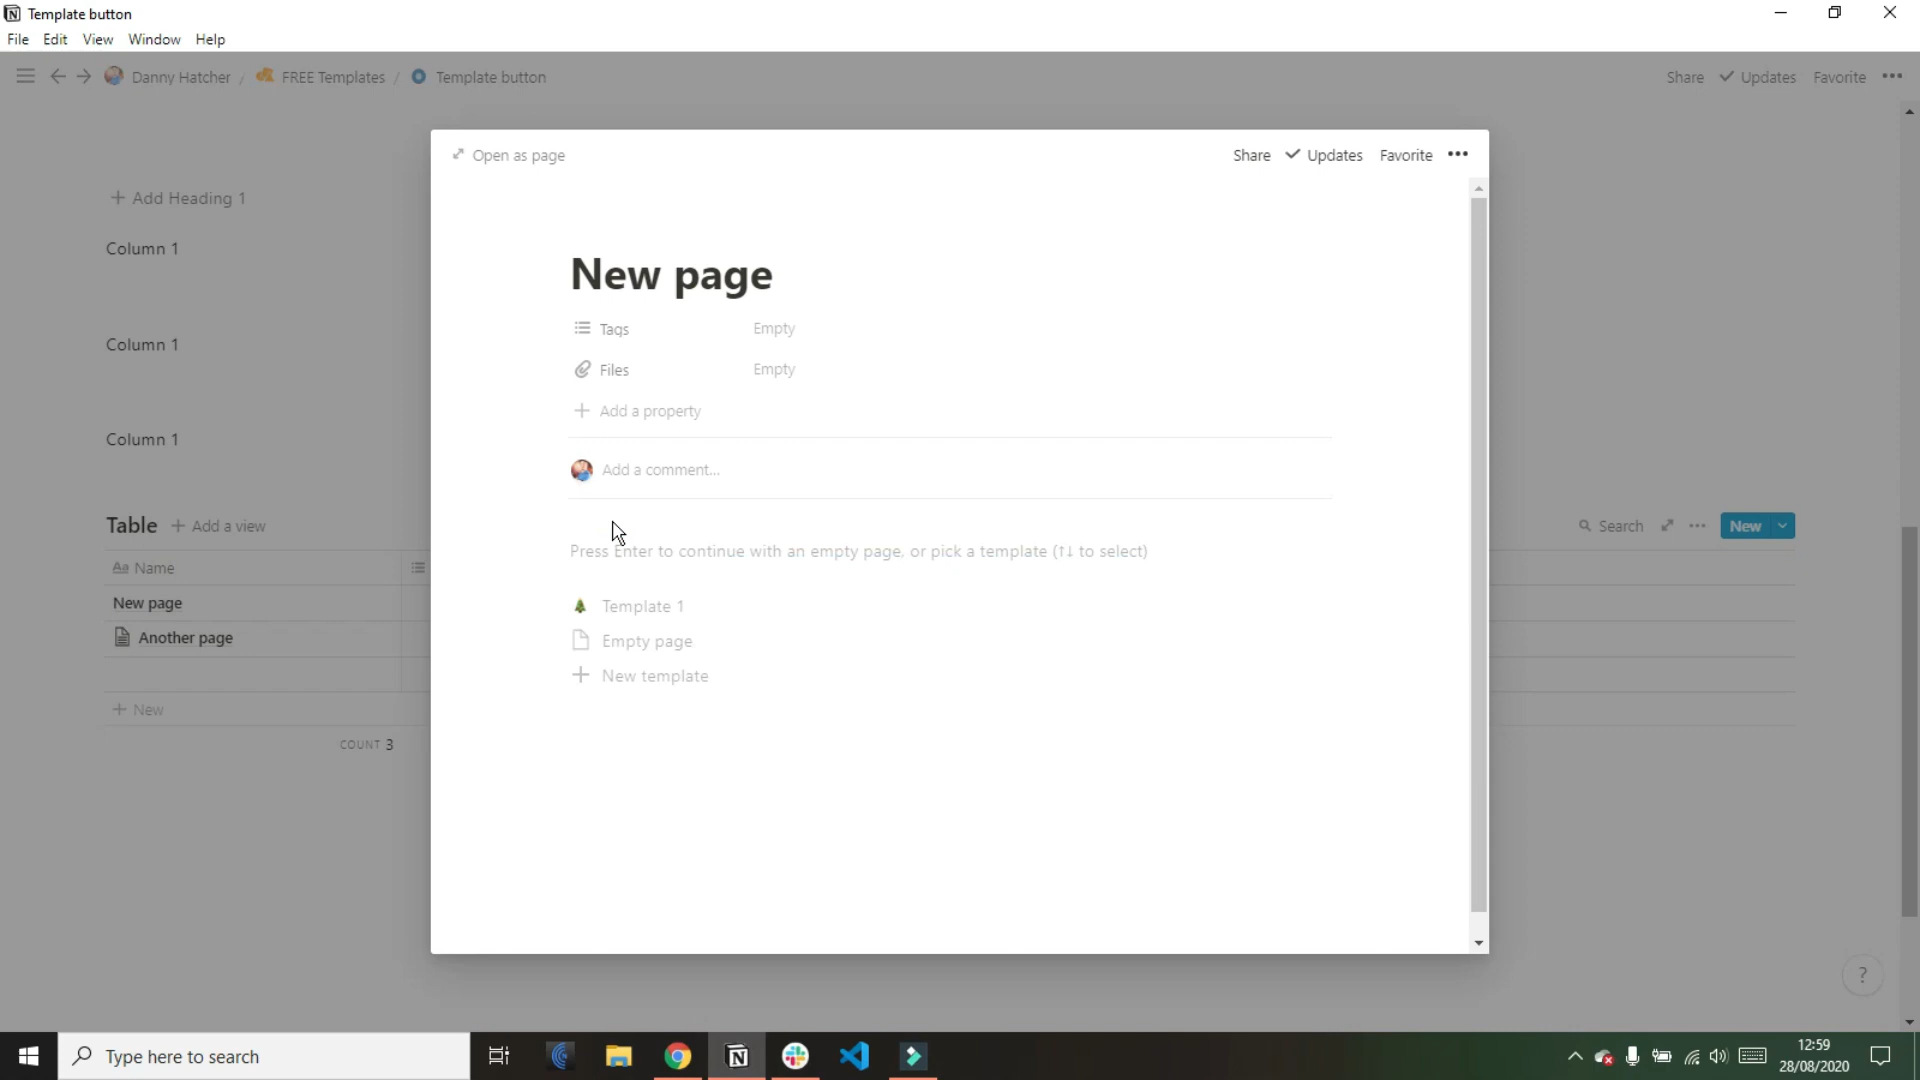 Template button
File Edit View Window Help
Danny Hatcher / FREE Templates / Template button
Share Updates Favorite •••
Open as page
Share Updates Favorite •••
+ Add Heading 1
Column 1
Column 1
Column 1
New page
Tags Empty
Files Empty
+ Add a property
Add a comment...
Press Enter to continue with an empty page, or pick a template (↑↓ to select)
Template 1
Empty page
+ New template
Table + Add a view
Search ••• New
Aa Name
New page
Another page
+ New
COUNT 3
?
Type here to search
12:59
28/08/2020